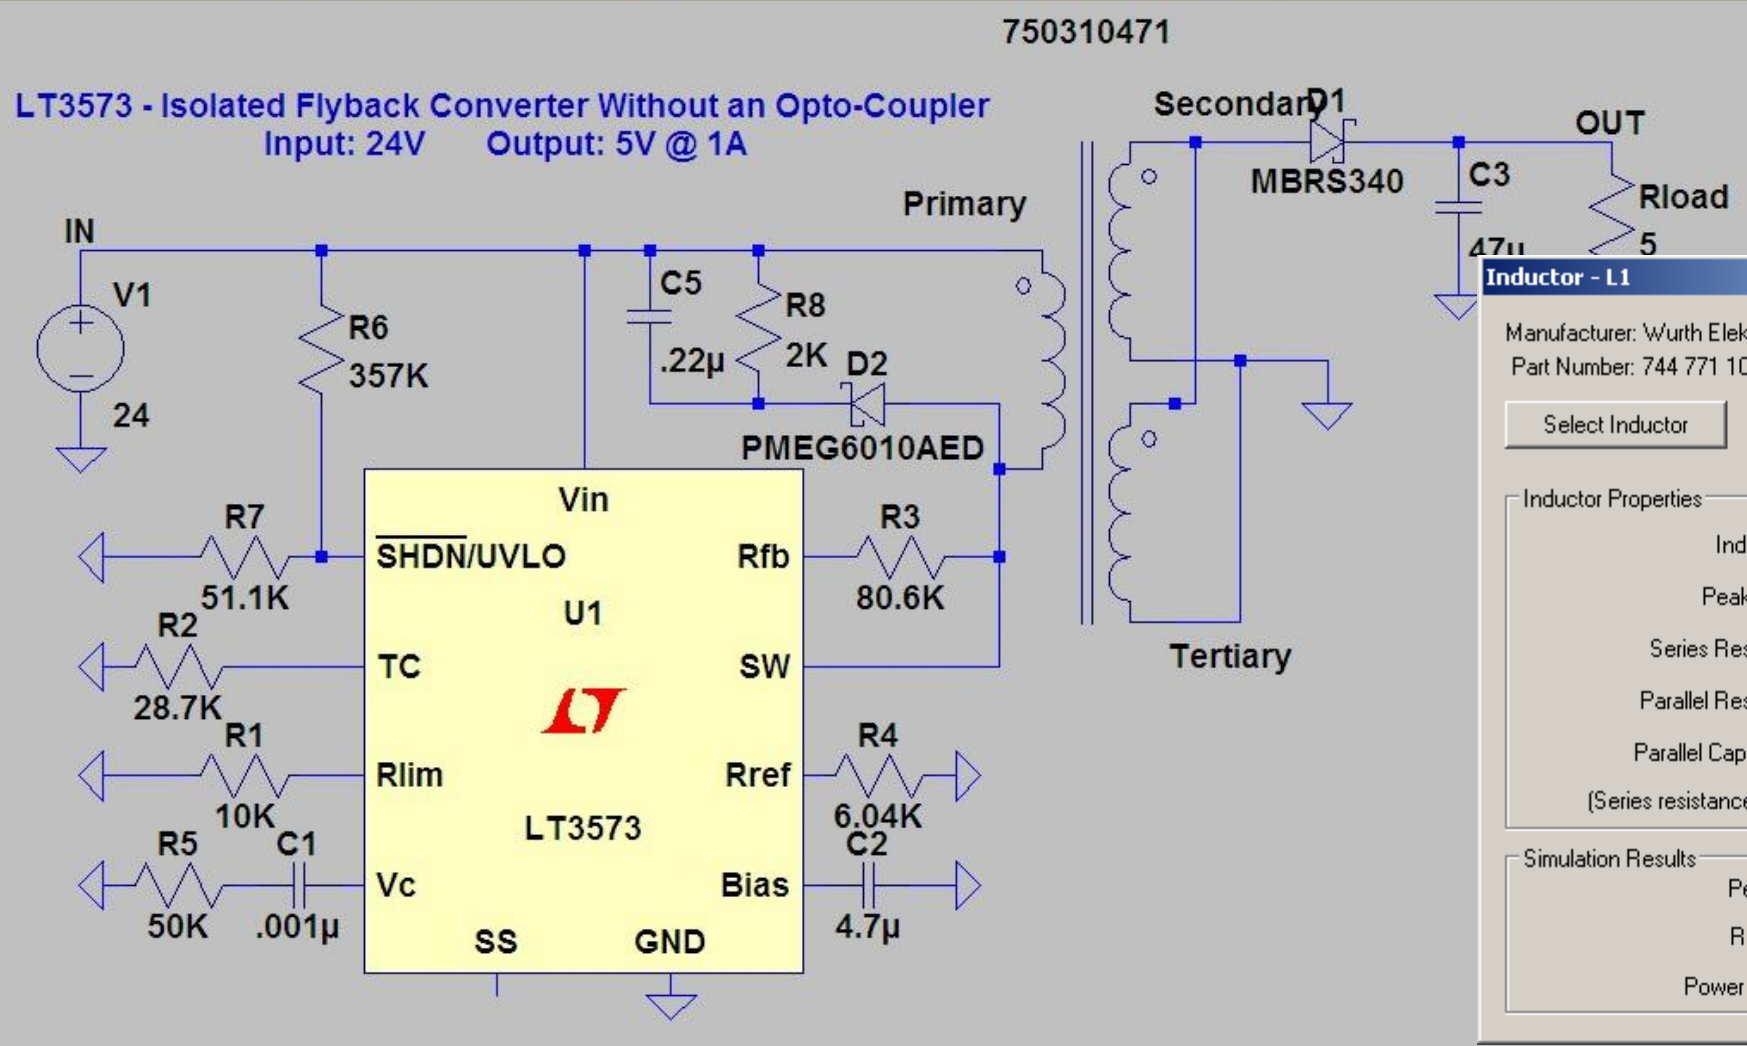 750310471
LT3573 - Isolated Flyback Converter Without an Opto-Coupler
Input: 24V Output: 5V @ 1A
Secondary
D1
MBRS340
OUT
C3
47µ
Rload
5
Primary
IN
V1
24
R6
357K
C5
.22µ
R8
2K
D2
PMEG6010AED
R7
51.1K
R2
28.7K
R1
10K
R5
50K
C1
.001µ
Vin
SHDN/UVLO
Rfb
U1
TC
SW
Rlim
Rref
LT3573
Vc
Bias
SS
GND
R3
80.6K
R4
6.04K
C2
4.7µ
Tertiary
Inductor - L1
Manufacturer: Wurth Elek
Part Number: 744 771 10
Select Inductor
Inductor Properties
Ind
Peak
Series Res
Parallel Res
Parallel Cap
(Series resistance
Simulation Results
Pe
R
Power